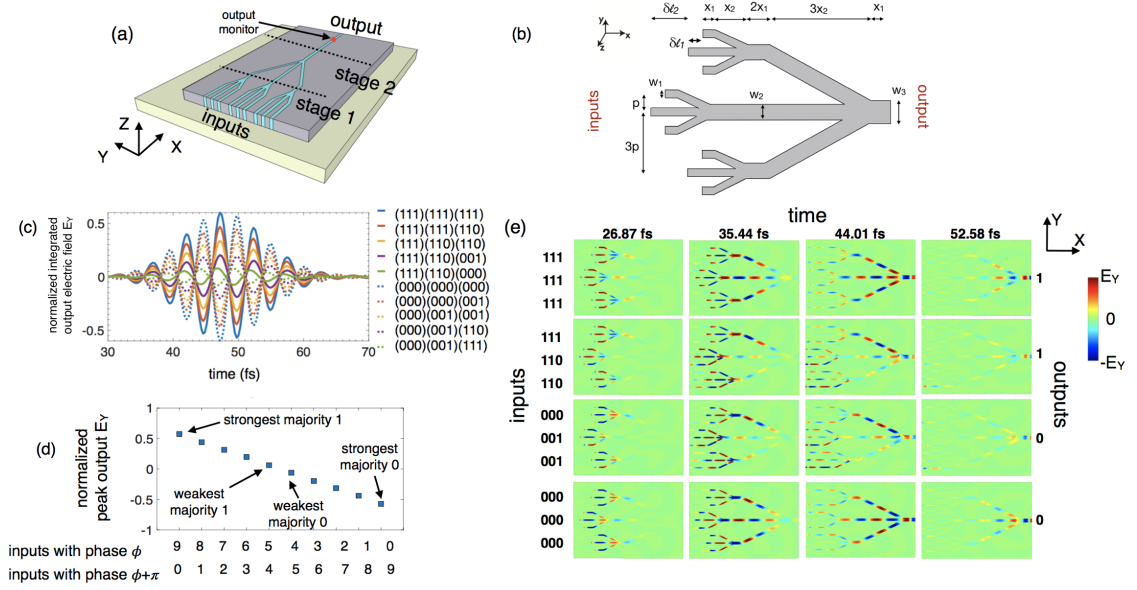 (a)
output monitor
output
stage 2
stage 1
inputs
Z
Y
X
(b)
y
x
z
δℓ2
x1
x2
2x1
3x2
x1
δℓ1
w1
p
3p
w2
w3
inputs
output
(c)
normalized integrated
output electric field EY
0.5
0
-0.5
30
40
50
60
70
time (fs)
(111)(111)(111)
(111)(111)(110)
(111)(110)(110)
(111)(110)(001)
(111)(110)(000)
(000)(000)(000)
(000)(000)(001)
(000)(001)(001)
(000)(001)(110)
(000)(001)(111)
(d)
normalized
peak output EY
1
0.5
0
-0.5
-1
strongest majority 1
weakest
majority 1
weakest
majority 0
strongest
majority 0
inputs with phase ϕ 9 8 7 6 5 4 3 2 1 0
inputs with phase ϕ+π 0 1 2 3 4 5 6 7 8 9
(e)
time
26.87 fs 35.44 fs 44.01 fs 52.58 fs
Y
X
inputs
111
111
111
1
111
110
110
1
000
001
001
0
000
000
000
0
outputs
EY
0
-EY